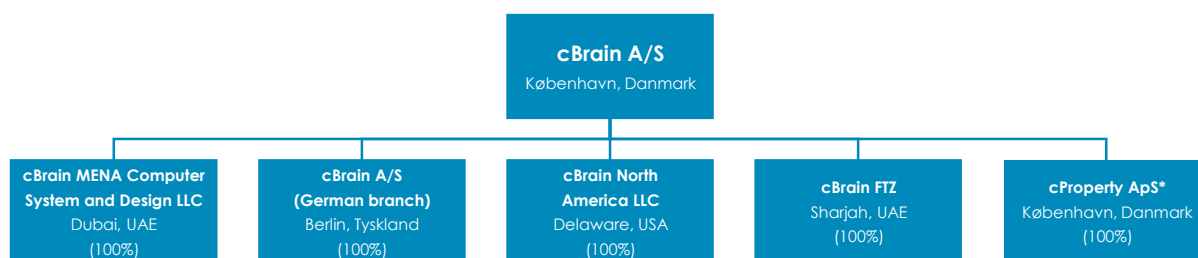 cBrain A/S
København, Danmark
cBrain MENA Computer
System and Design LLC
Dubai, UAE
(100%)
cBrain A/S
(German branch)
Berlin, Tyskland
(100%)
cBrain North
America LLC
Delaware, USA
(100%)
cBrain FTZ
Sharjah, UAE
(100%)
cProperty ApS*
København, Danmark
(100%)